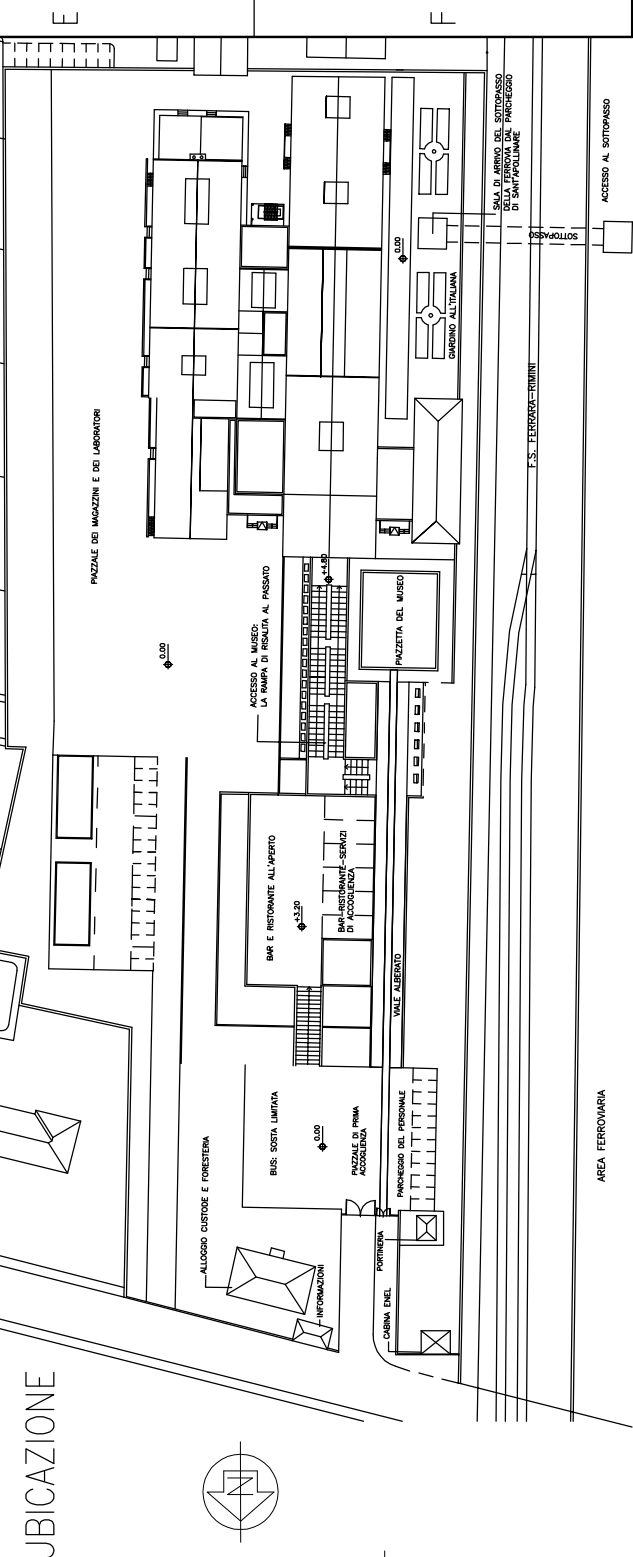 E
F
UBICAZIONE
N
PIAZZALE DEI MAGAZZINI E DEI LABORATORI
0.00
ACCESSO AL MUSEO:
LA RAMPA DI RISALITA AL PASSATO
+4.80
PIAZZETTA DEL MUSEO
0.00
GIARDINO ALL'ITALIANA
SALA DI ARRIVO DEL SOTTOPASSO
DELLA FERROVIA DAL PARCHEGGIO
DI SANT'APOLLINARE
SOTTOPASSO
ACCESSO AL SOTTOPASSO
F.S. FERRARA-RIMINI
BAR E RISTORANTE ALL'APERTO
+3.20
BAR-RISTORANTE-SERVIZI
DI ACCOGLIENZA
VIALE ALBERATO
ALLOGGIO CUSTODE E FORESTERIA
BUS: SOSTA LIMITATA
0.00
PIAZZALE DI PRIMA
ACCOGLIENZA
PARCHEGGIO DEL PERSONALE
INFORMAZIONI
PORTINERIA
CABINA ENEL
AREA FERROVIARIA